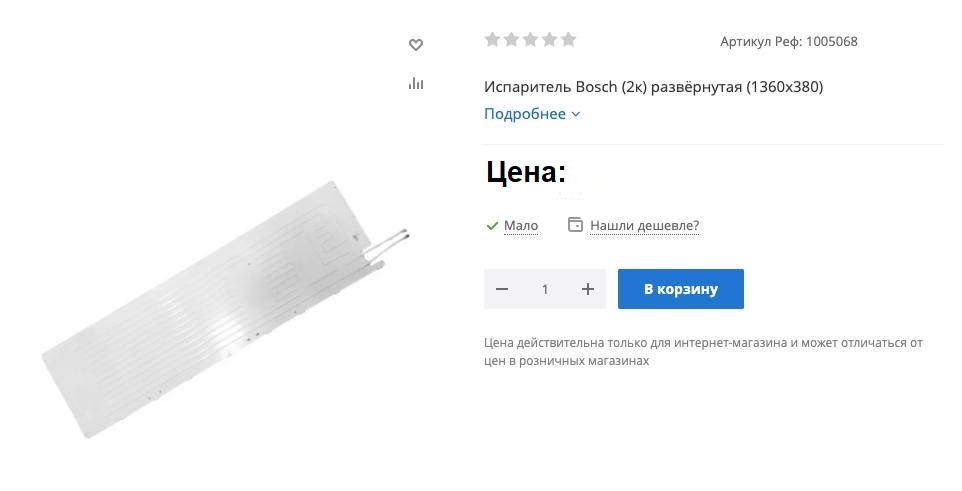 Артикул Реф: 1005068
Испаритель Bosch (2к) развёрнутая (1360х380)
Подробнее
Цена:
Мало Нашли дешевле?
1
В корзину
Цена действительна только для интернет-магазина и может отличаться от
цен в розничных магазинах